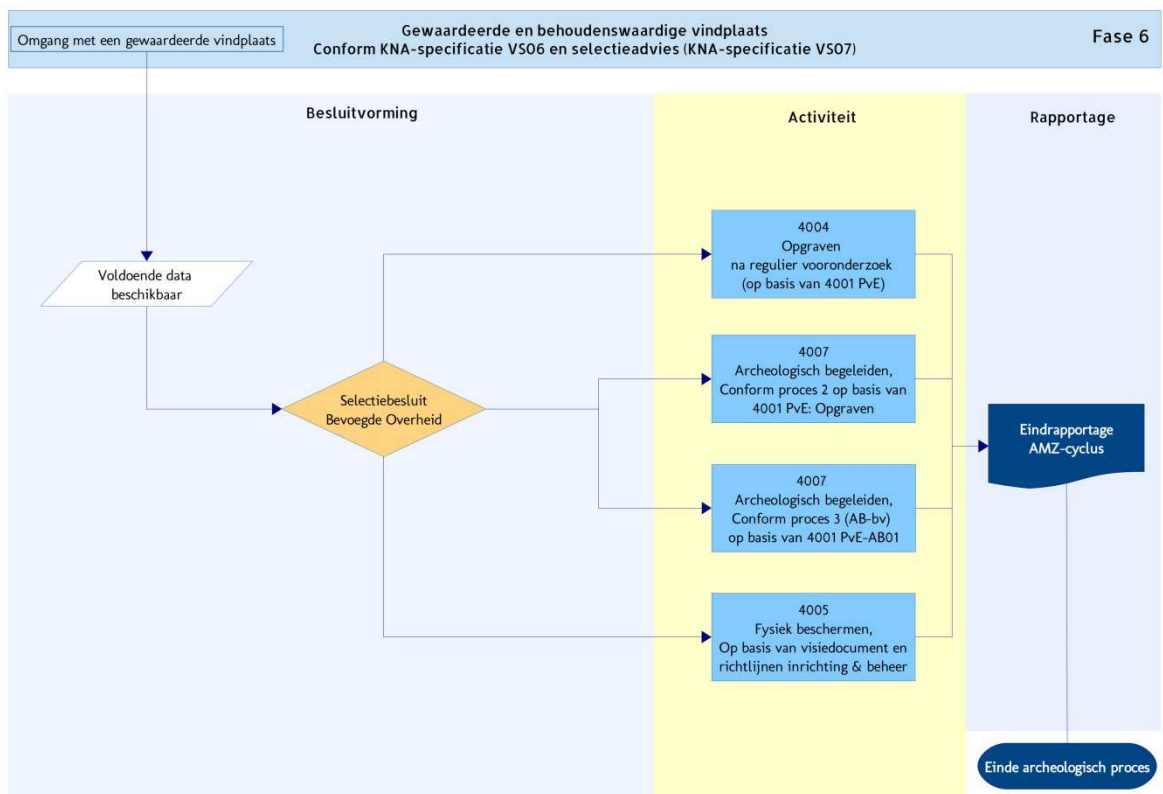 Omgang met een gewaardeerde vindplaats
Gewaardeerde en behoudenswaardige vindplaats
Conform KNA-specificatie VS06 en selectieadvies (KNA-specificatie VS07)
Fase 6
Besluitvorming
Activiteit
Rapportage
Voldoende data
beschikbaar
Selectiebesluit
Bevoegde Overheid
4004
Opgraven
na regulier vooronderzoek
(op basis van 4001 PvE)
4007
Archeologisch begeleiden,
Conform proces 2 op basis van
4001 PvE: Opgraven
4007
Archeologisch begeleiden,
Conform proces 3 (AB-bv)
op basis van 4001 PvE-AB01
4005
Fysiek beschermen,
Op basis van visiedocument en
richtlijnen inrichting & beheer
Eindrapportage
AMZ-cyclus
Einde archeologisch proces